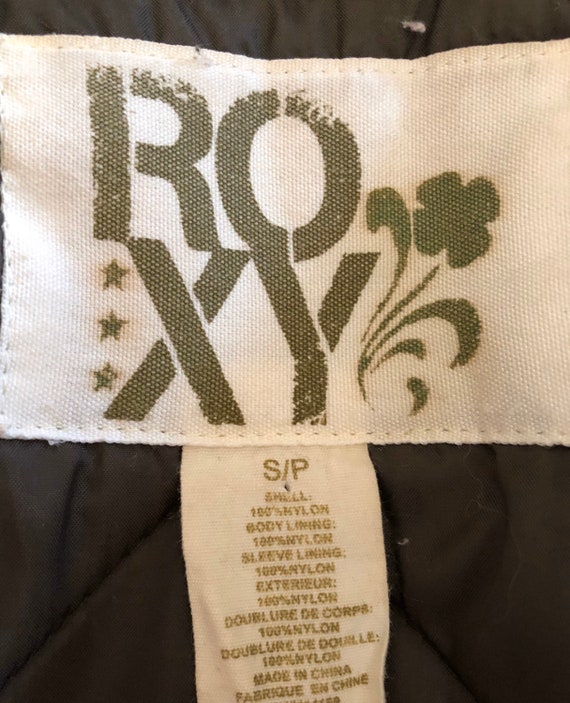 RO
XY
S/P
SHELL:
100%NYLON
BODY LINING:
100%NYLON
SLEEVE LINING:
100%NYLON
EXTERIEUR:
100%NYLON
DOUBLURE DE CORPS:
100%NYLON
DOUBLURE DE DOUILLE:
100%NYLON
MADE IN CHINA
FABRIQUE EN CHINE